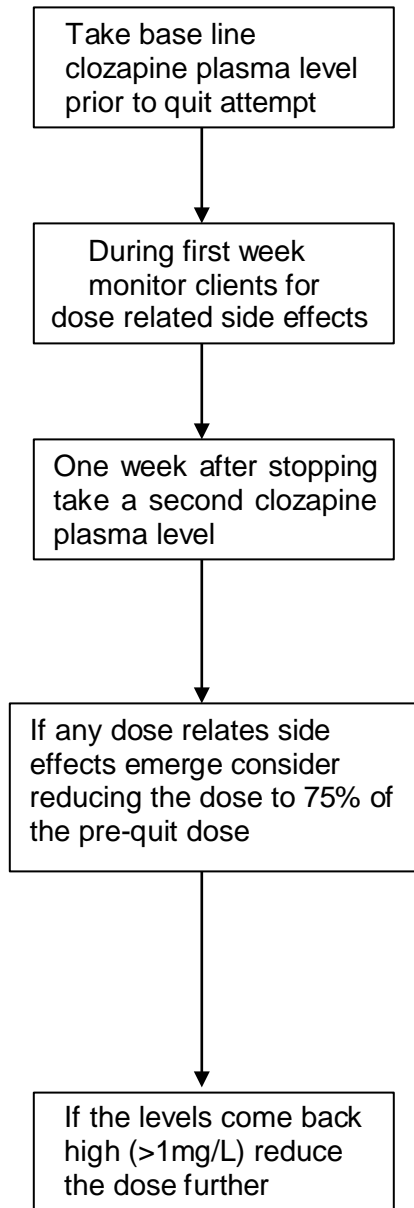 Take base line
clozapine plasma level
prior to quit attempt
During first week
monitor clients for
dose related side effects
One week after stopping
take a second clozapine
plasma level
If any dose relates side
effects emerge consider
reducing the dose to 75% of
the pre-quit dose
If the levels come back
high (>1mg/L) reduce
the dose further